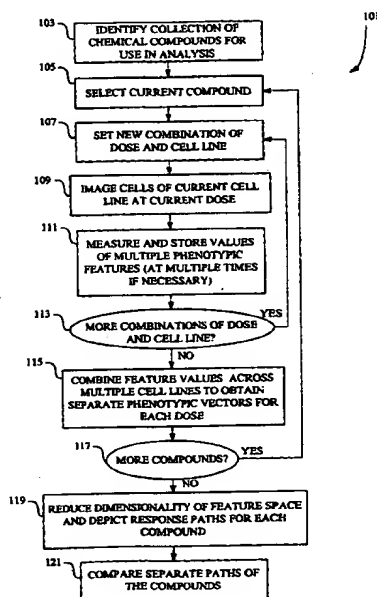 101
103
IDENTIFY COLLECTION
OF CHEMICAL COMPOUNDS FOR
USE IN ANALYSIS
105
SELECT CURRENT COMPOUND
107
SET NEW COMBINATION OF
DOSE AND CELL LINE
109
IMAGE CELLS OF CURRENT CELL
LINE AT CURRENT DOSE
111
MEASURE AND STORE VALUES
OF MULTIPLE PHENOTYPIC
FEATURES (AT MULTIPLE TIMES
IF NECESSARY)
113
YES
MORE COMBINATIONS OF DOSE
AND CELL LINE?
NO
115
COMBINE FEATURE VALUES ACROSS
MULTIPLE CELL LINES TO OBTAIN
SEPARATE PHENOTYPIC VECTORS FOR
EACH DOSE
117
YES
MORE COMPOUNDS?
NO
119
REDUCE DIMENSIONALITY OF FEATURE SPACE
AND DEPICT RESPONSE PATHS FOR EACH
COMPOUND
121
COMPARE SEPARATE PATHS OF
THE COMPOUNDS